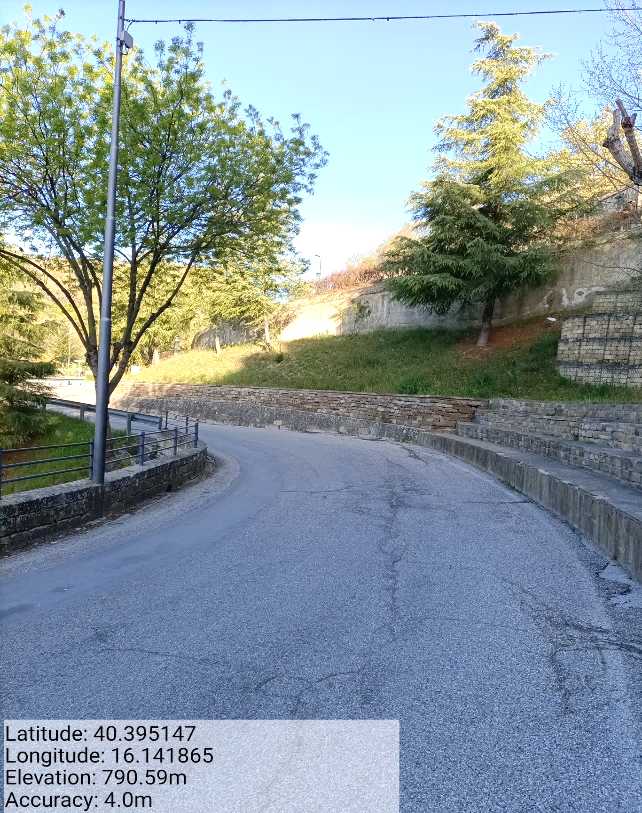 Latitude: 40.395147
Longitude: 16.141865
Elevation: 790.59m
Accuracy: 4.0m